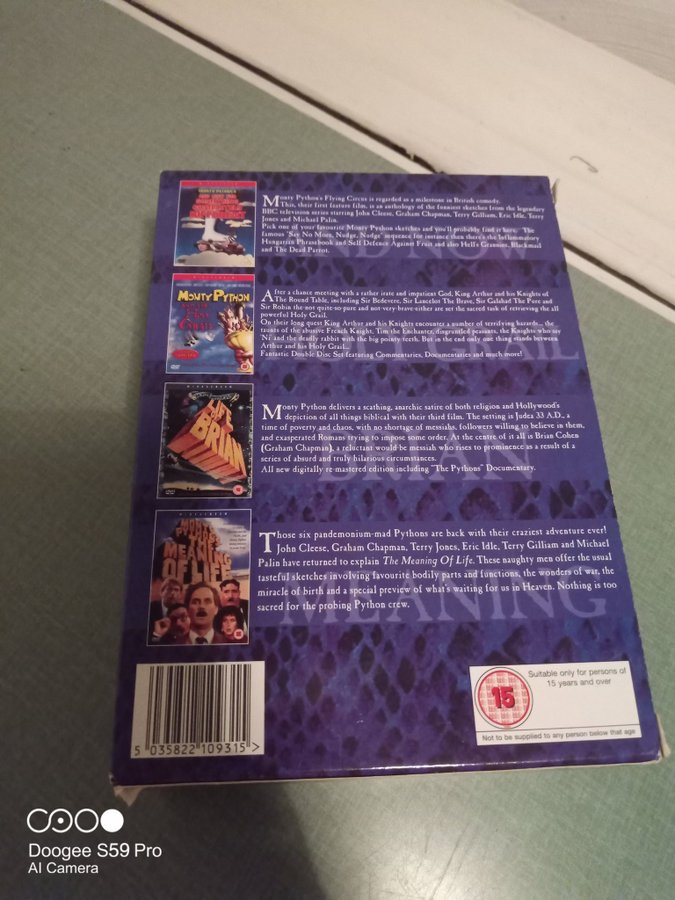 Monty Python's Flying Circus is regarded as a milestone in British comedy.
This, their first feature film, is an anthology of the funniest sketches from the legendary
BBC television series starring John Cleese, Graham Chapman, Terry Gilliam, Eric Idle, Terry
Jones and Michael Palin.
Pick one of your favourite Monty Python sketches and you'll probably find it here. The
famous 'Say No More, Nudge, Nudge' sequence for instance then there's the Inflammatory
Hungarian Phrasebook and Self Defence Against Fruit and also Hell's Grannies, Blackmail
and The Dead Parrot.
AND NOW
MONTY PYTHON
After a chance meeting with a rather irate and impatient God, King Arthur and his Knights of
The Round Table, including Sir Bedevere, Sir Lancelot The Brave, Sir Galahad The Pure and
Sir Robin the-not-quite-so-pure and-not-very-brave-either are set the sacred task of retrieving the all
powerful Holy Grail.
On their long quest King Arthur and his Knights encounter a number of terrifying hazards... the
taunts of the abusive French Knight, Tim the Enchanter, disgruntled peasants, the Knights who say
'Ni' and the deadly rabbit with the big pointy teeth. But in the end only one thing stands between
Arthur and his Holy Grail...
Fantastic Double Disc Set featuring Commentaries, Documentaries and much more!
WIDESCREEN
LIFE OF
BRIAN
Monty Python delivers a scathing, anarchic satire of both religion and Hollywood's
depiction of all things biblical with their third film. The setting is Judea 33 A.D., a
time of poverty and chaos, with no shortage of messiahs, followers willing to believe in them,
and exasperated Romans trying to impose some order. At the centre of it all is Brian Cohen
(Graham Chapman), a reluctant would be messiah who rises to prominence as a result of a
series of absurd and truly hilarious circumstances.
All new digitally re-mastered edition including "The Pythons" Documentary.
BRIAN
WIDESCREEN
MONTY PYTHON'S
THE
MEANING
OF LIFE
Those six pandemonium-mad Pythons are back with their craziest adventure ever!
John Cleese, Graham Chapman, Terry Jones, Eric Idle, Terry Gilliam and Michael
Palin have returned to explain The Meaning Of Life. These naughty men offer the usual
tasteful sketches involving favourite bodily parts and functions, the wonders of war, the
miracle of birth and a special preview of what's waiting for us in Heaven. Nothing is too
sacred for the probing Python crew.
MEANING
5 035822 109315 >
15
Suitable only for persons of
15 years and over
Not to be supplied to any person below that age
Doogee S59 Pro
AI Camera